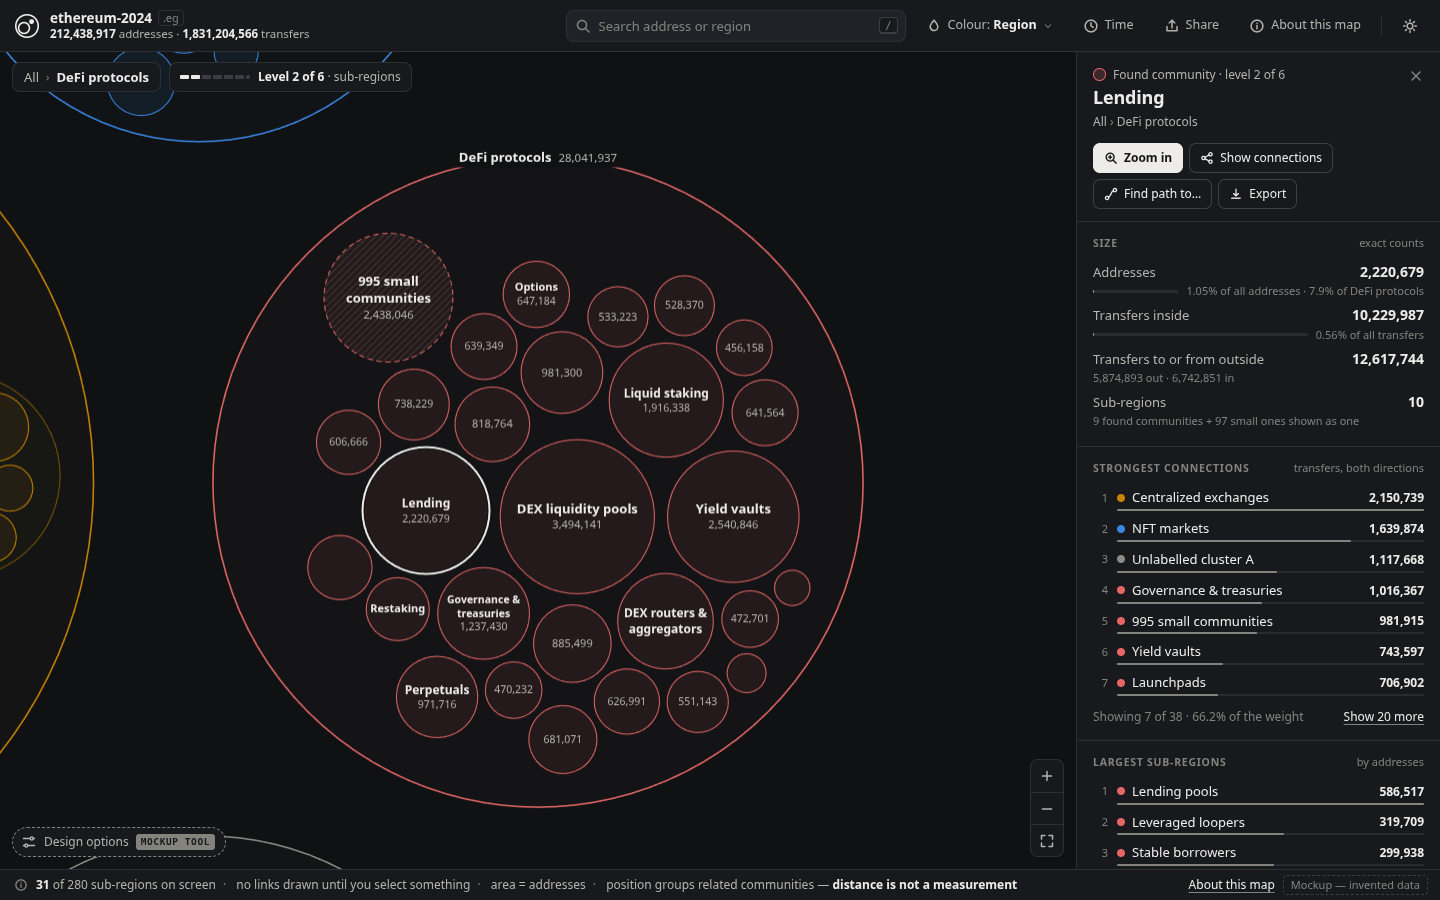 ethereum-2024 .eg
212,438,917 addresses · 1,831,204,566 transfers
Search address or region /
Colour: Region
Time
Share
About this map
All › DeFi protocols
Level 2 of 6 · sub-regions
DeFi protocols 28,041,937
995 small
communities
2,438,046
Options
647,184
533,223
528,370
639,349
981,300
456,158
Liquid staking
1,916,338
738,229
818,764
641,564
606,666
Lending
2,220,679
DEX liquidity pools
3,494,141
Yield vaults
2,540,846
Restaking
Governance &
treasuries
1,237,430
885,499
DEX routers &
aggregators
472,701
Perpetuals
971,716
470,232
626,991
551,143
681,071
Design options MOCKUP TOOL
Found community · level 2 of 6
Lending
All › DeFi protocols
Zoom in
Show connections
Find path to...
Export
SIZE exact counts
Addresses 2,220,679
1.05% of all addresses · 7.9% of DeFi protocols
Transfers inside 10,229,987
0.56% of all transfers
Transfers to or from outside 12,617,744
5,874,893 out · 6,742,851 in
Sub-regions 10
9 found communities + 97 small ones shown as one
STRONGEST CONNECTIONS transfers, both directions
1 Centralized exchanges 2,150,739
2 NFT markets 1,639,874
3 Unlabelled cluster A 1,117,668
4 Governance & treasuries 1,016,367
5 995 small communities 981,915
6 Yield vaults 743,597
7 Launchpads 706,902
Showing 7 of 38 · 66.2% of the weight Show 20 more
LARGEST SUB-REGIONS by addresses
1 Lending pools 586,517
2 Leveraged loopers 319,709
3 Stable borrowers 299,938
31 of 280 sub-regions on screen · no links drawn until you select something · area = addresses · position groups related communities — distance is not a measurement
About this map
Mockup — invented data